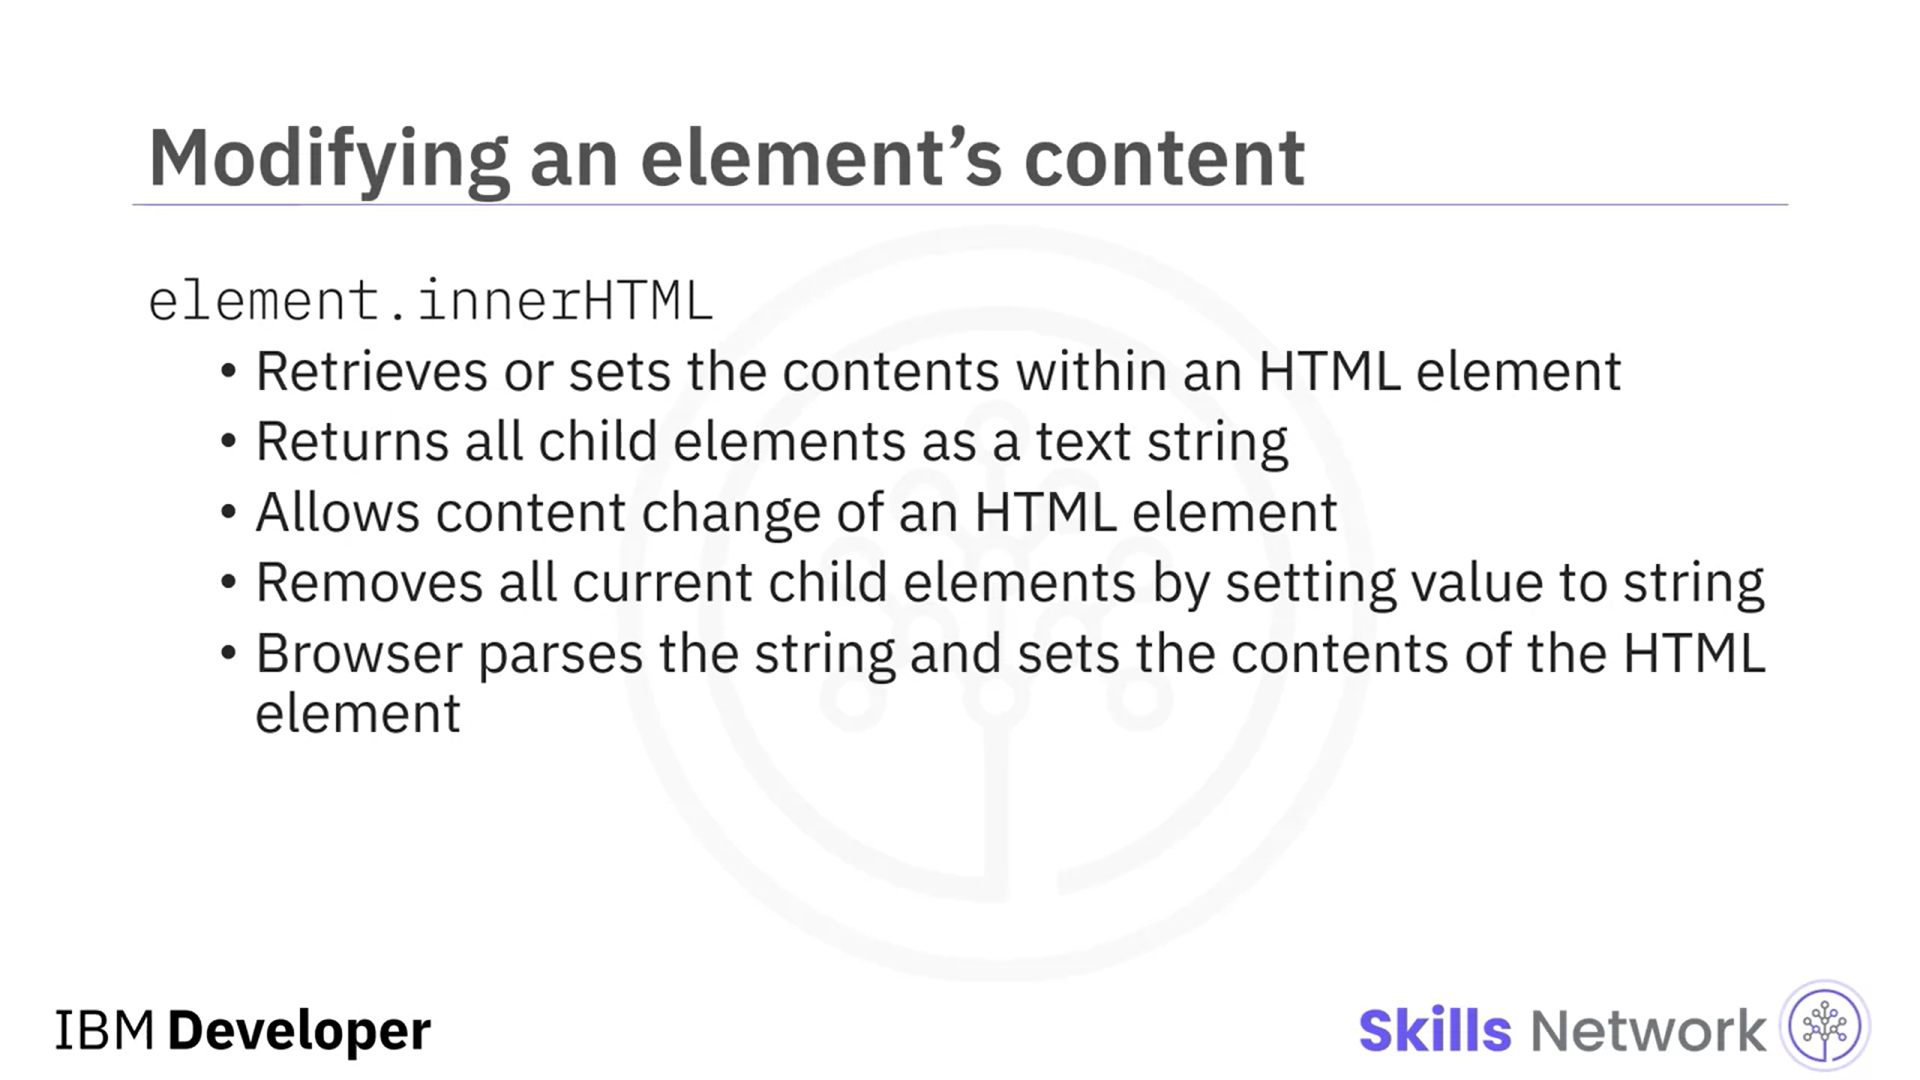 Modifying an element’s content
element.innerHTML
• Retrieves or sets the contents within an HTML element
• Returns all child elements as a text string
• Allows content change of an HTML element
• Removes all current child elements by setting value to string
• Browser parses the string and sets the contents of the HTML
element
IBM Developer
Skills Network